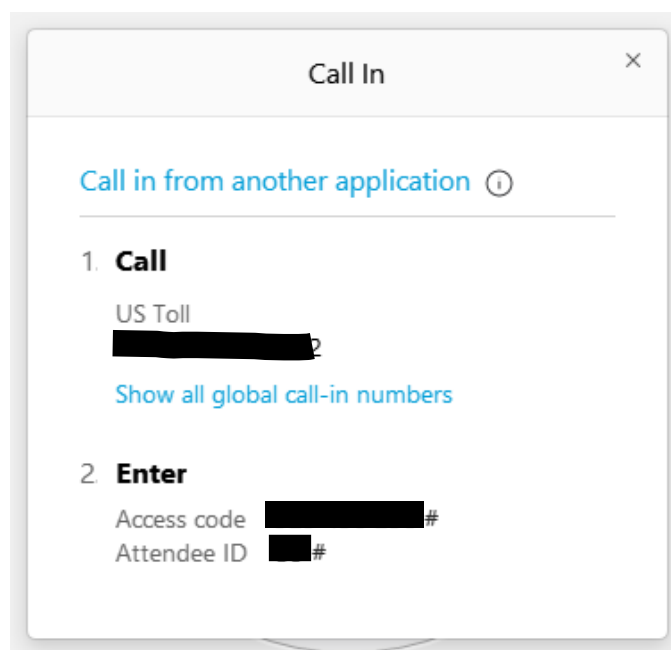 Call In
Call in from another application
1. Call
US Toll
2
Show all global call-in numbers
2. Enter
Access code #
Attendee ID #